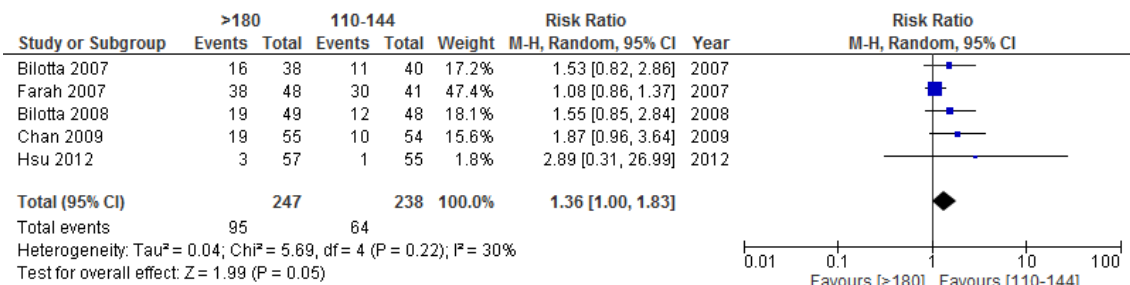 >180 110-144 Risk Ratio Risk Ratio
Study or Subgroup Events Total Events Total Weight M-H, Random, 95% CI Year M-H, Random, 95% CI
Bilotta 2007 16 38 11 40 17.2% 1.53 [0.82, 2.86] 2007
Farah 2007 38 48 30 41 47.4% 1.08 [0.86, 1.37] 2007
Bilotta 2008 19 49 12 48 18.1% 1.55 [0.85, 2.84] 2008
Chan 2009 19 55 10 54 15.6% 1.87 [0.96, 3.64] 2009
Hsu 2012 3 57 1 55 1.8% 2.89 [0.31, 26.99] 2012
Total (95% CI) 247 238 100.0% 1.36 [1.00, 1.83]
Total events 95 64
Heterogeneity: Tau² = 0.04; Chi² = 5.69, df = 4 (P = 0.22); I² = 30%
Test for overall effect: Z = 1.99 (P = 0.05)
0.01 0.1 1 10 100
Favours [>180] Favours [110-144]